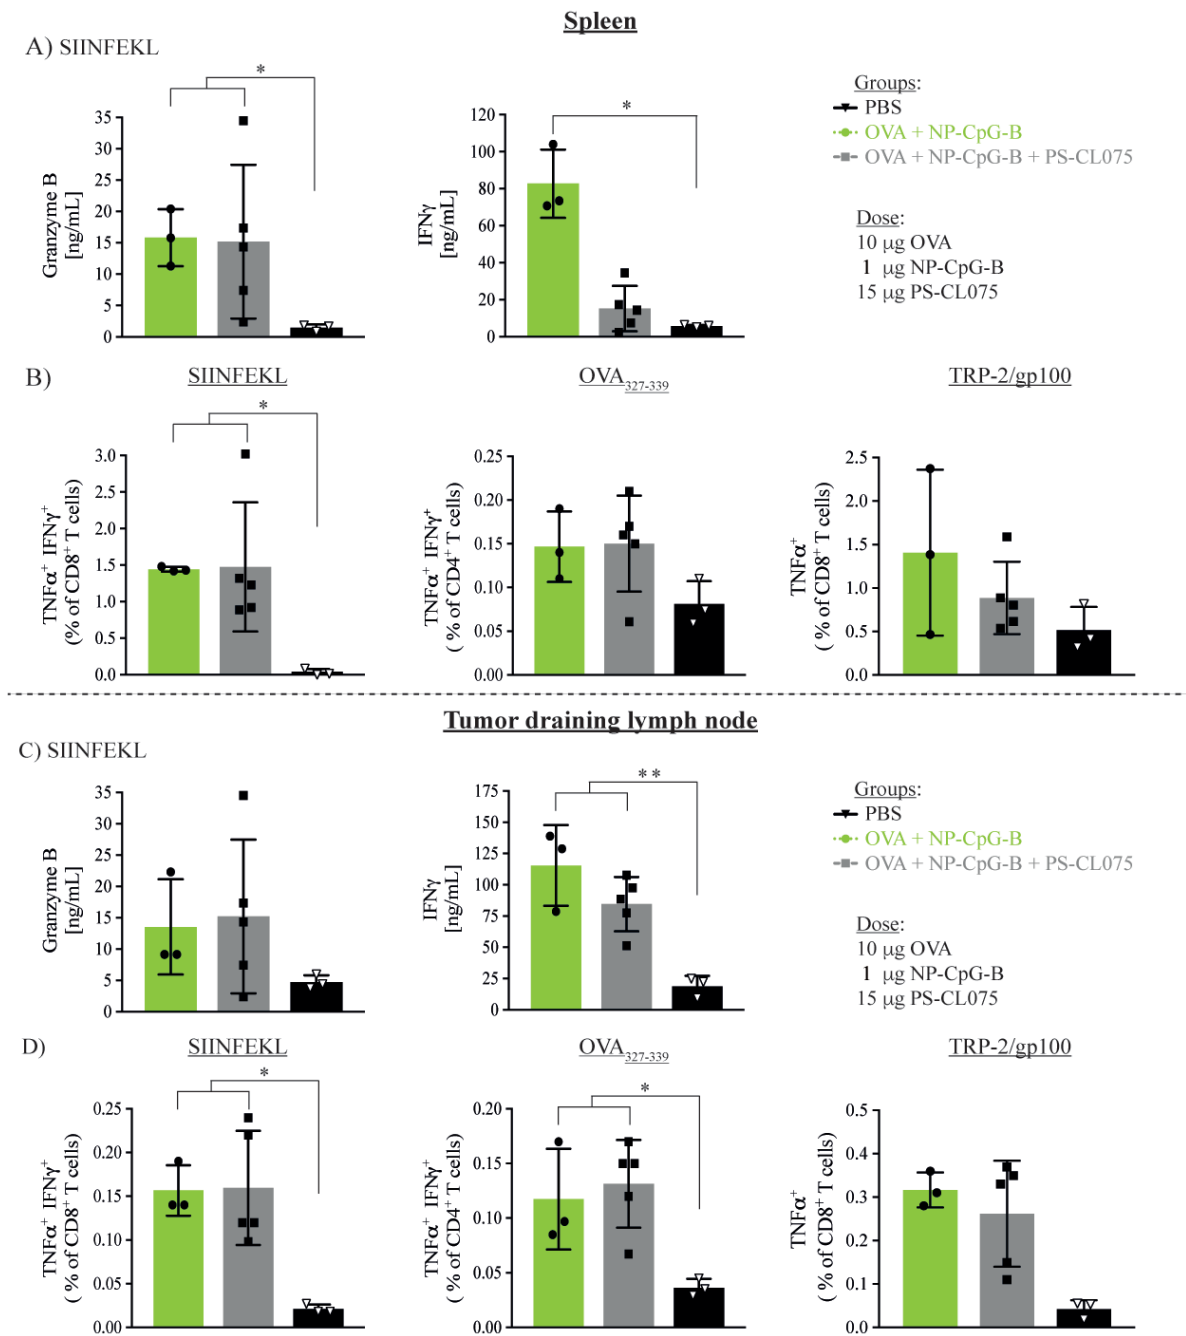 Spleen
A) SIINFEKL
*
Granzyme B
[ng/mL]
35
30
25
20
15
10
5
0
*
IFNγ
[ng/mL]
120
100
80
60
40
20
0
Groups:
PBS
OVA + NP-CpG-B
OVA + NP-CpG-B + PS-CL075
Dose:
10 μg OVA
1 μg NP-CpG-B
15 μg PS-CL075
B)
SIINFEKL
*
TNFα⁺ IFNγ⁺
(% of CD8⁺ T cells)
3.0
2.5
2.0
1.5
1.0
0.5
0.0
OVA₃₂₇₋₃₃₉
TNFα⁺ IFNγ⁺
( % of CD4⁺ T cells)
0.25
0.20
0.15
0.10
0.05
0.00
TRP-2/gp100
TNFα⁺
( % of CD8⁺ T cells)
2.5
2.0
1.5
1.0
0.5
0.0
Tumor draining lymph node
C) SIINFEKL
Granzyme B
[ng/mL]
35
30
25
20
15
10
5
0
**
IFNγ
[ng/mL]
175
150
125
100
75
50
25
0
Groups:
PBS
OVA + NP-CpG-B
OVA + NP-CpG-B + PS-CL075
Dose:
10 μg OVA
1 μg NP-CpG-B
15 μg PS-CL075
D)
SIINFEKL
*
TNFα⁺ IFNγ⁺
( % of CD8⁺ T cells)
0.25
0.20
0.15
0.10
0.05
0.00
OVA₃₂₇₋₃₃₉
*
TNFα⁺ IFNγ⁺
( % of CD4⁺ T cells)
0.20
0.15
0.10
0.05
0.00
TRP-2/gp100
TNFα⁺
( % of CD8⁺ T cells)
0.5
0.4
0.3
0.2
0.1
0.0